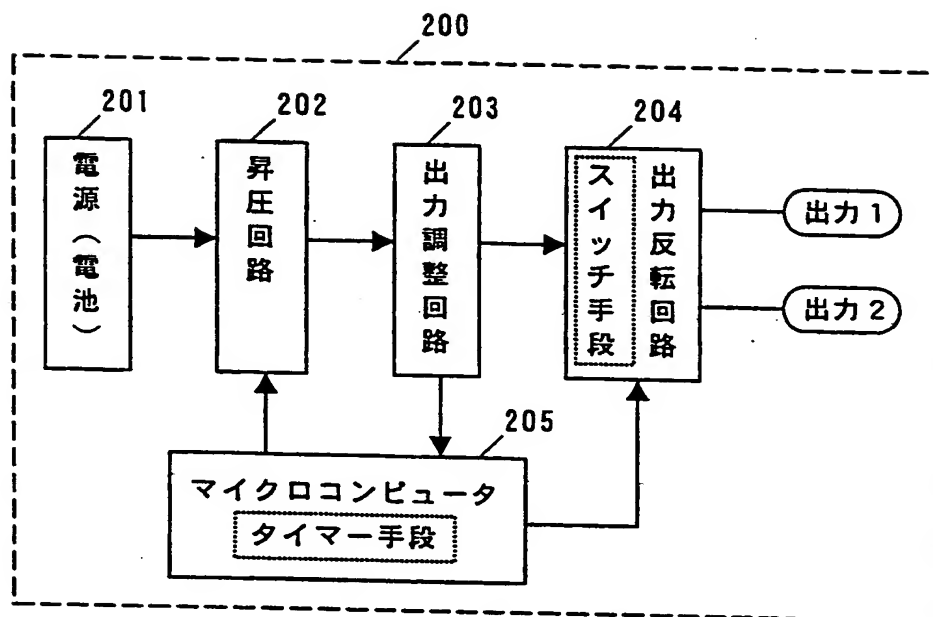 200
201
電源（電池）
202
昇圧回路
203
出力調整回路
204
スイッチ手段
出力反転回路
出力1
出力2
205
マイクロコンピュータ
タイマー手段